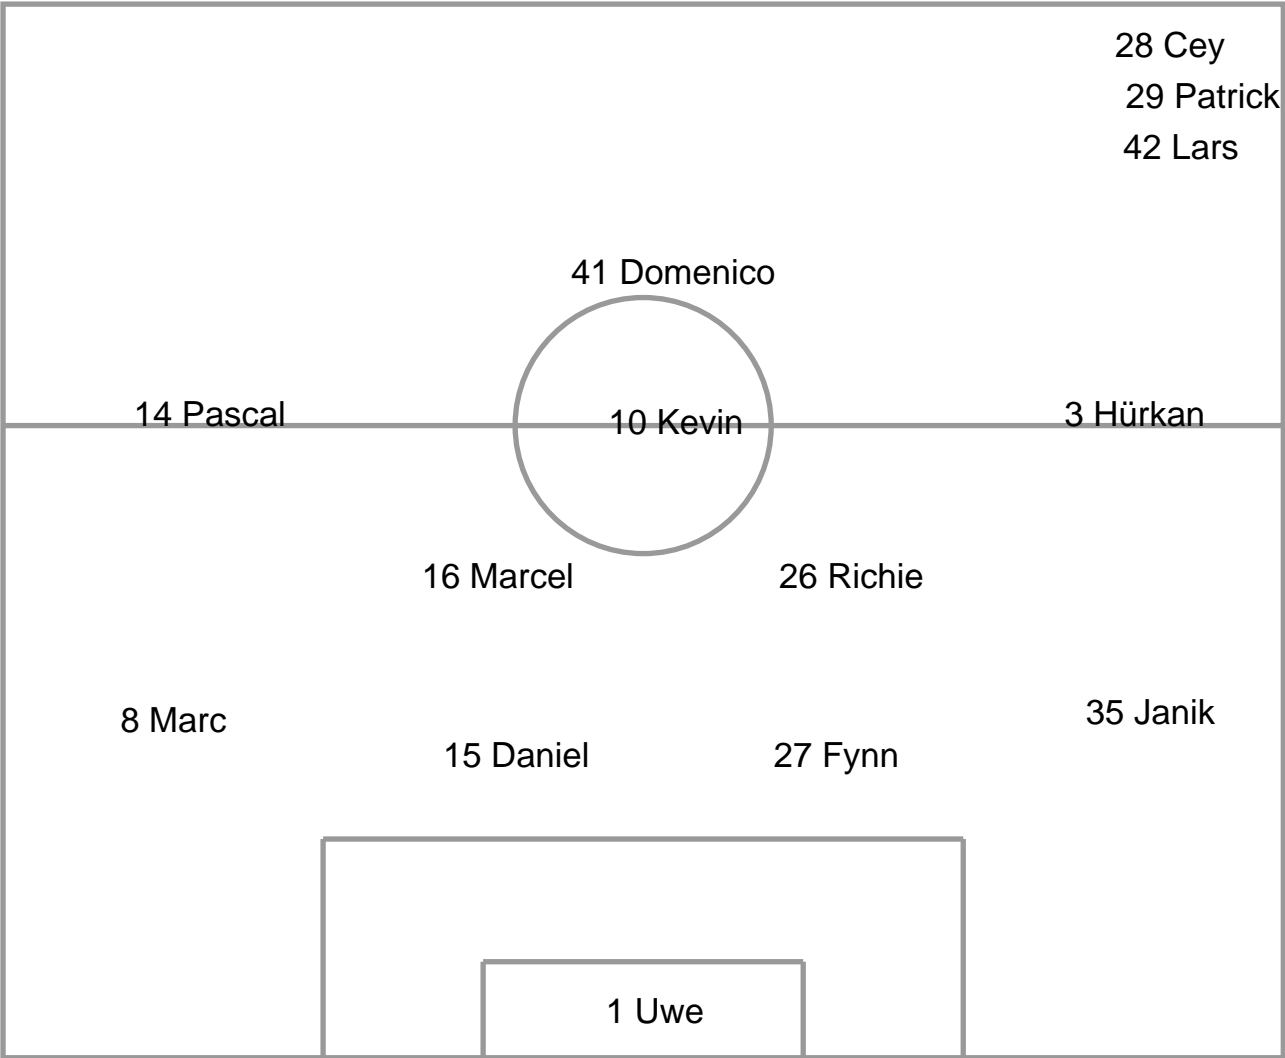 28 Cey
29 Patrick
42 Lars
41 Domenico
14 Pascal
10 Kevin
3 Hürkan
16 Marcel
26 Richie
8 Marc
35 Janik
15 Daniel
27 Fynn
1 Uwe